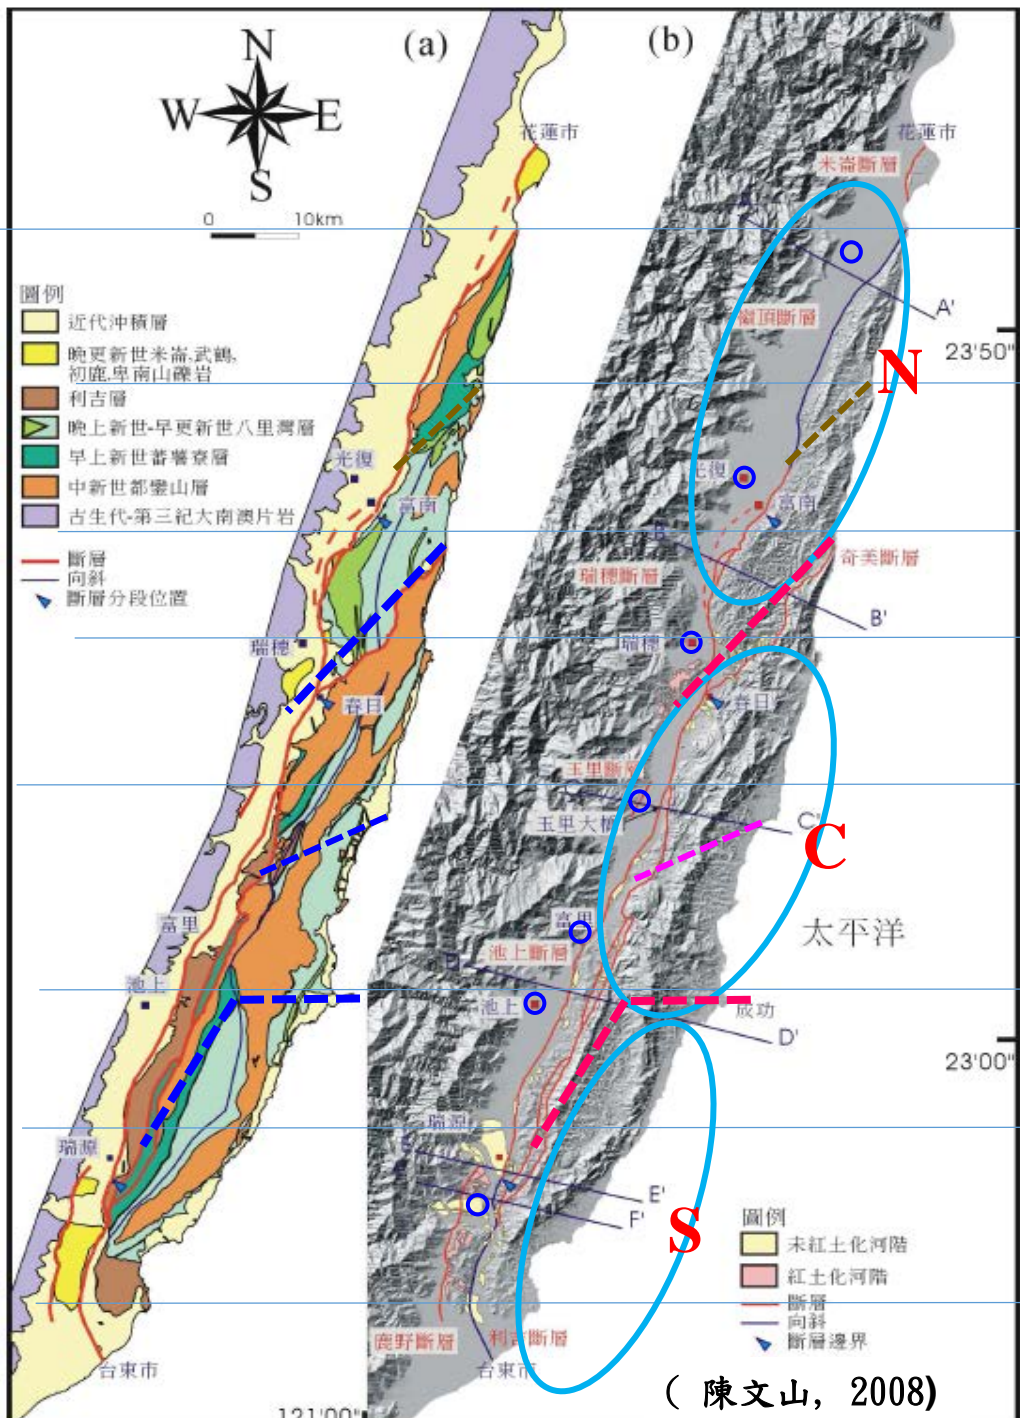 (a)
(b)
N
W
E
S
0
10km
圖例
近代沖積層
晚更新世米崙.武鶴.
初鹿.卑南山礫岩
利吉層
晚上新世-早更新世八里灣層
早上新世蕃薯寮層
中新世都鑾山層
古生代-第三紀大南澳片岩
斷層
向斜
斷層分段位置
花蓮市
光復
富南
瑞穗
春日
富里
池上
瑞源
台東市
花蓮市
米崙斷層
A'
嶺頂斷層
23'50"
N
光復
富南
B
奇美斷層
瑞穗斷層
B'
瑞穗
春日
玉里斷層
C
玉里大橋
C'
C
富里
太平洋
池上斷層
池上
成功
D'
23'00"
瑞源
E
E'
F'
S
圖例
未紅土化河階
紅土化河階
斷層
向斜
斷層邊界
鹿野斷層
利吉斷層
台東市
121'00"
( 陳文山, 2008)